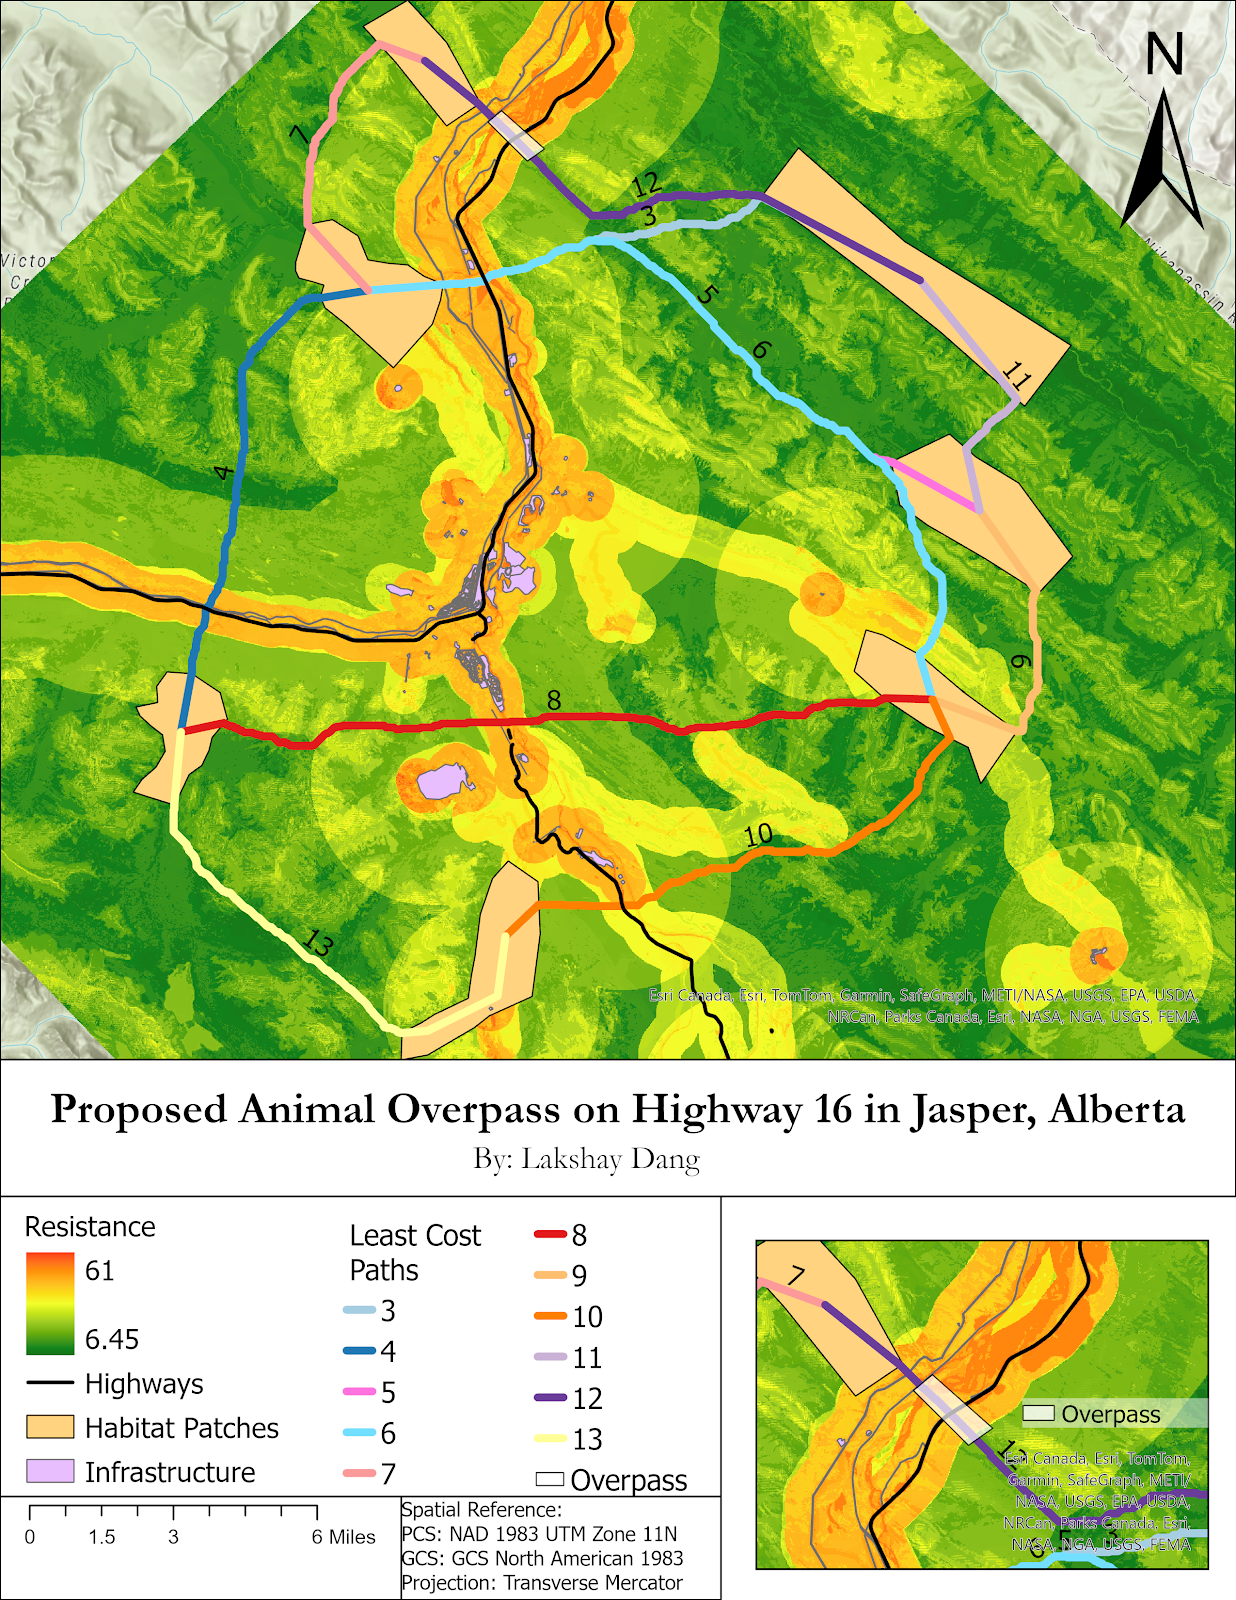 N
7
12
3
Victor
Cr
Nikanassin R
5
6
11
4
9
8
10
13
Esri Canada, Esri, TomTom, Garmin, SafeGraph, METI/NASA, USGS, EPA, USDA,
NRCan, Parks Canada, Esri, NASA, NGA, USGS, FEMA
Proposed Animal Overpass on Highway 16 in Jasper, Alberta
By: Lakshay Dang
Resistance
61
6.45
Highways
Habitat Patches
Infrastructure
Least Cost
Paths
3
4
5
6
7
8
9
10
11
12
13
Overpass
0 1.5 3 6 Miles
Spatial Reference:
PCS: NAD 1983 UTM Zone 11N
GCS: GCS North American 1983
Projection: Transverse Mercator
7
Overpass
12
Esri Canada, Esri, TomTom,
Garmin, SafeGraph, METI/
NASA, USGS, EPA, USDA,
NRCan, Parks Canada, Esri,
NASA, NGA, USGS, FEMA
6
5
3